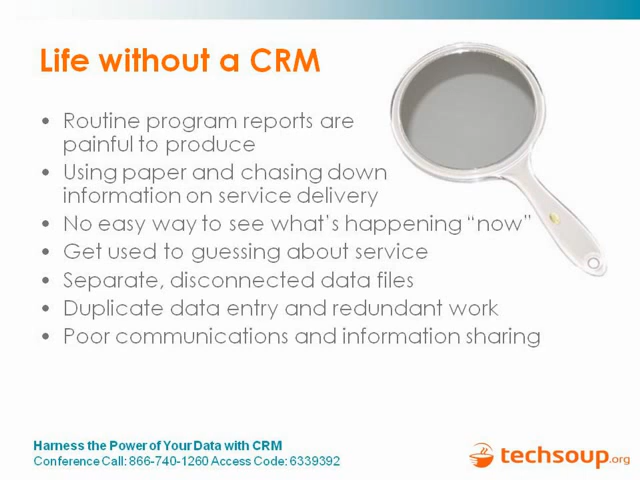 Life without a CRM
• Routine program reports are
painful to produce
• Using paper and chasing down
information on service delivery
• No easy way to see what's happening “now”
• Get used to guessing about service
• Separate, disconnected data files
• Duplicate data entry and redundant work
• Poor communications and information sharing
Harness the Power of Your Data with CRM
Conference Call: 866-740-1260 Access Code: 6339392
techsoup.org